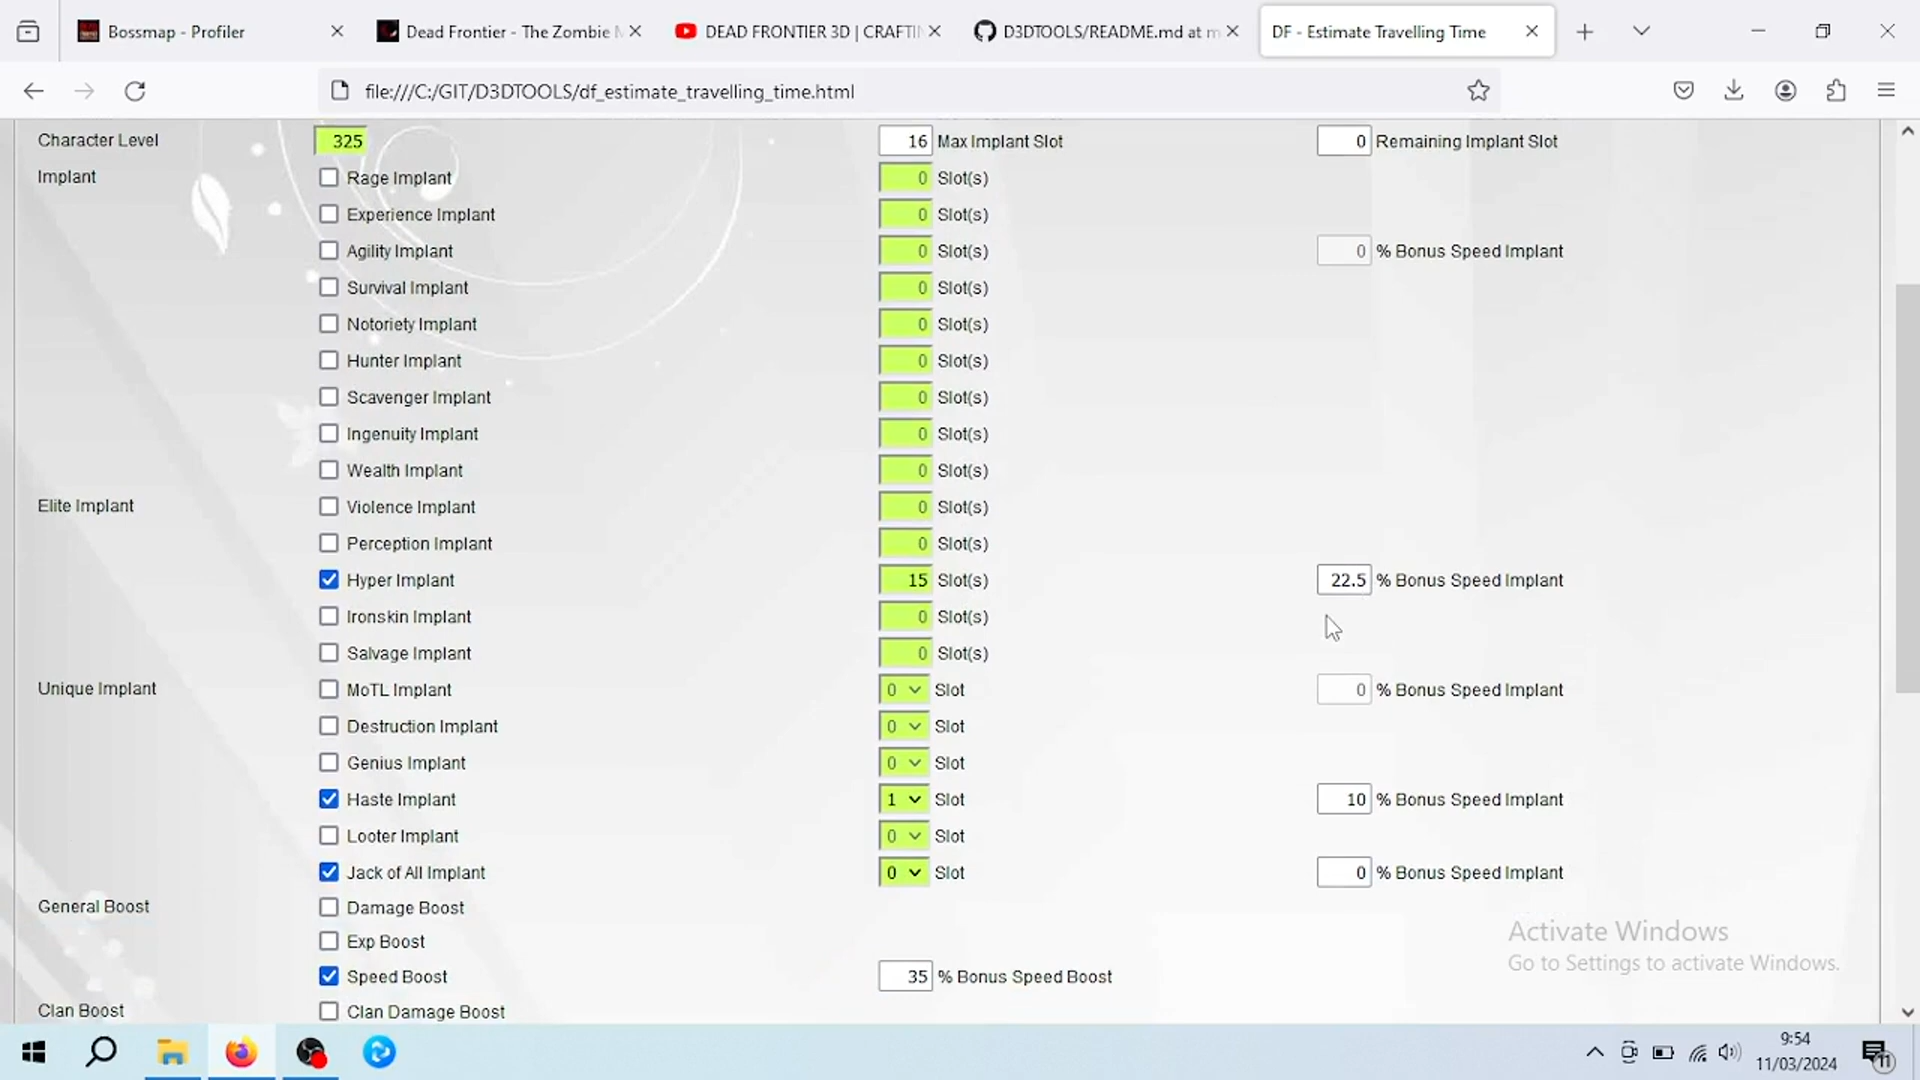 Bossmap - Profiler
Dead Frontier - The Zombie M
DEAD FRONTIER 3D | CRAFTIN
D3DTOOLS/README.md at m
DF - Estimate Travelling Time
file:///C:/GIT/D3DTOOLS/df_estimate_travelling_time.html
Character Level 325 16 Max Implant Slot 0 Remaining Implant Slot
Implant Rage Implant 0 Slot(s)
Experience Implant 0 Slot(s)
Agility Implant 0 Slot(s) 0 % Bonus Speed Implant
Survival Implant 0 Slot(s)
Notoriety Implant 0 Slot(s)
Hunter Implant 0 Slot(s)
Scavenger Implant 0 Slot(s)
Ingenuity Implant 0 Slot(s)
Wealth Implant 0 Slot(s)
Elite Implant Violence Implant 0 Slot(s)
Perception Implant 0 Slot(s)
Hyper Implant 15 Slot(s) 22.5 % Bonus Speed Implant
Ironskin Implant 0 Slot(s)
Salvage Implant 0 Slot(s)
Unique Implant MoTL Implant 0 Slot 0 % Bonus Speed Implant
Destruction Implant 0 Slot
Genius Implant 0 Slot
Haste Implant 1 Slot 10 % Bonus Speed Implant
Looter Implant 0 Slot
Jack of All Implant 0 Slot 0 % Bonus Speed Implant
General Boost Damage Boost
Exp Boost
Speed Boost 35 % Bonus Speed Boost
Clan Boost Clan Damage Boost
Activate Windows
Go to Settings to activate Windows.
9:54
11/03/2024
11